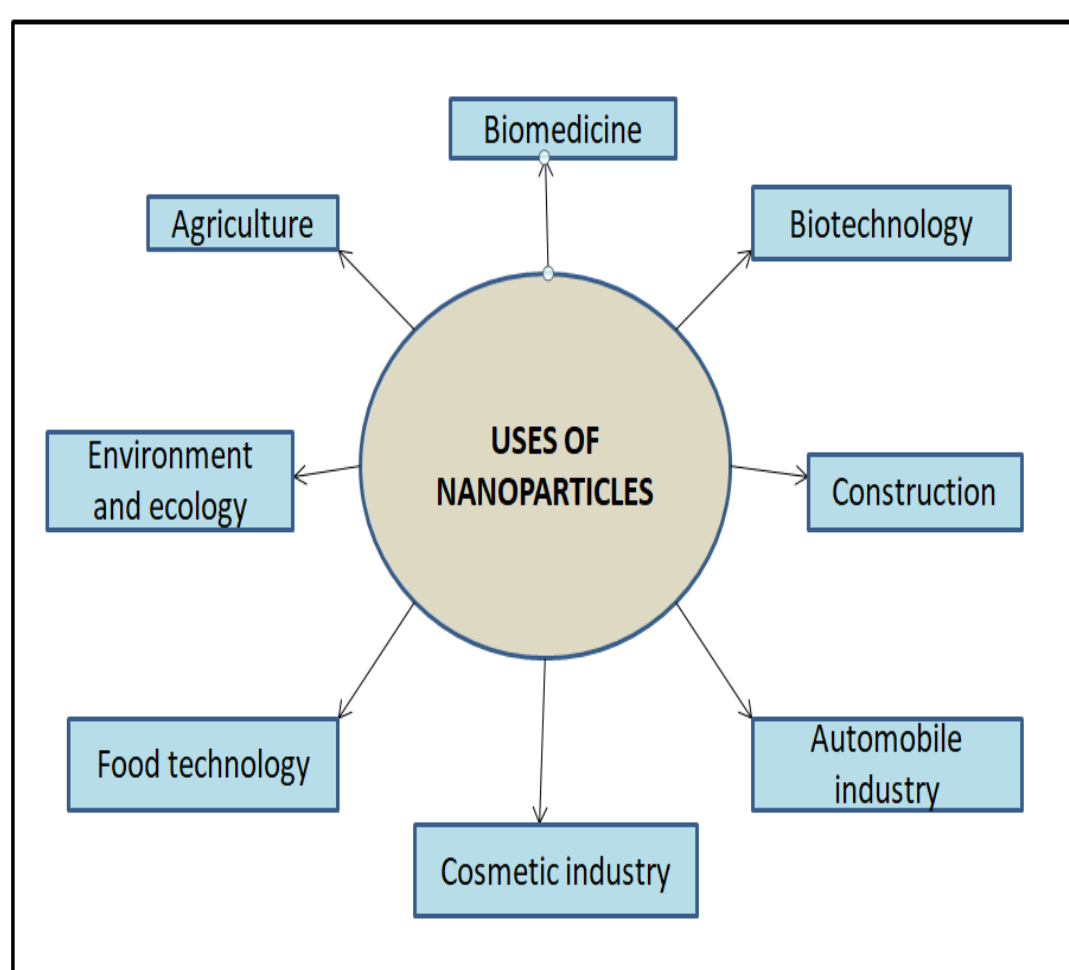 Biomedicine
Agriculture
Biotechnology
USES OF
NANOPARTICLES
Environment
and ecology
Construction
Food technology
Automobile
industry
Cosmetic industry